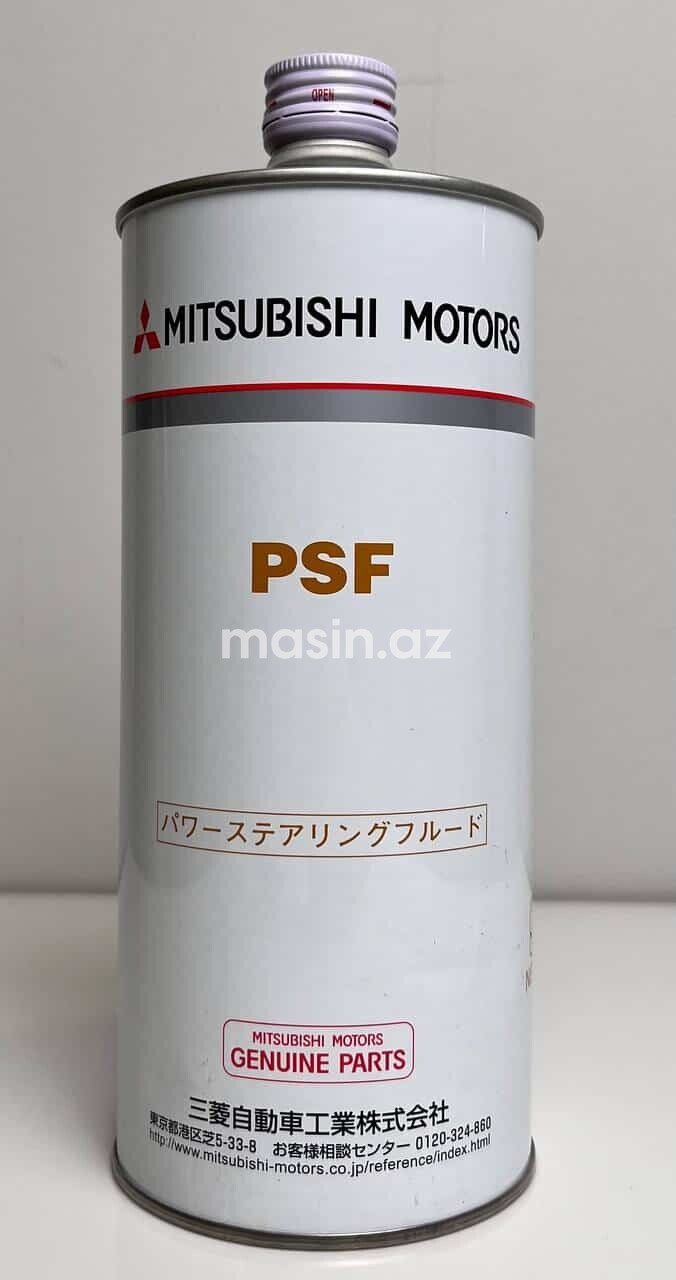 OPEN
MITSUBISHI MOTORS
PSF
masin.az
パワーステアリングフルード
MITSUBISHI MOTORS
GENUINE PARTS
三菱自動車工業株式会社
東京都港区芝5-33-8 お客様相談センター 0120-324-860
http://www.mitsubishi-motors.co.jp/reference/index.html